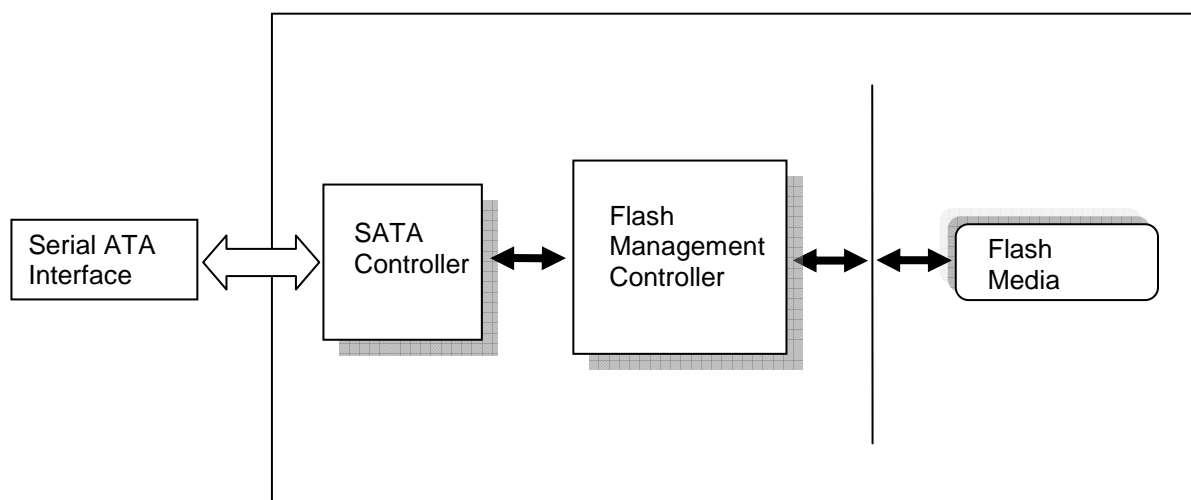 Serial ATA
Interface
SATA
Controller
Flash
Management
Controller
Flash
Media